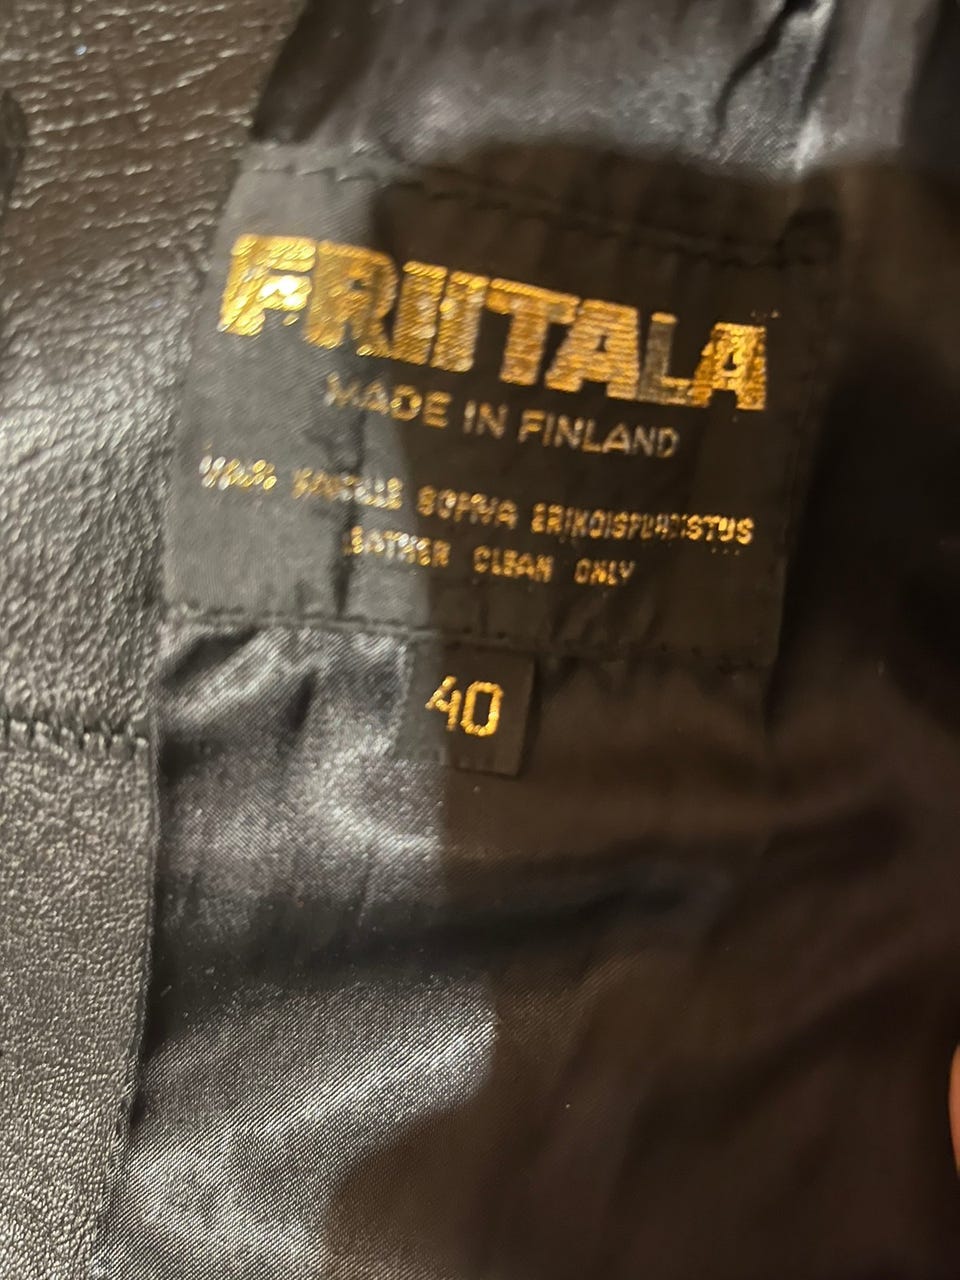 FRIITALA
MADE IN FINLAND
SOPIVA ERIKOISPUHDISTUS
LEATHER CLEAN ONLY
40